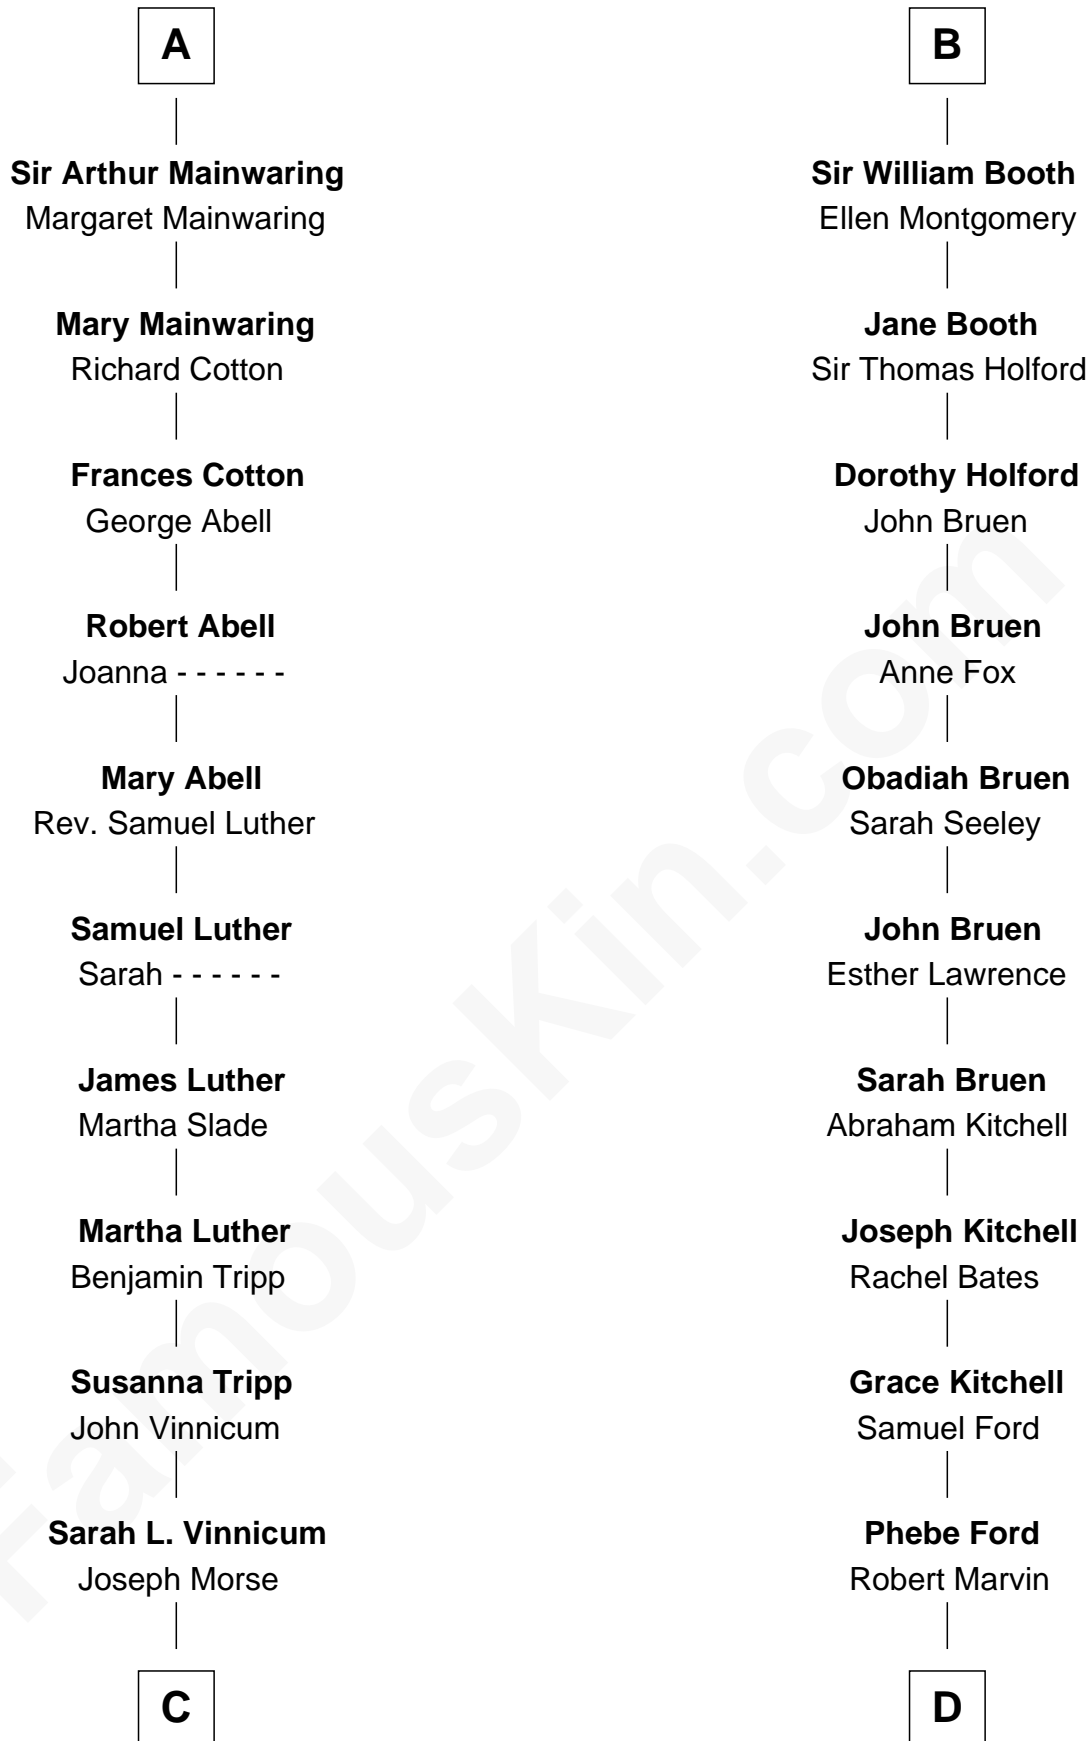 A
Sir Arthur Mainwaring
Margaret Mainwaring
Mary Mainwaring
Richard Cotton
Frances Cotton
George Abell
Robert Abell
Joanna - - - - - -
Mary Abell
Rev. Samuel Luther
Samuel Luther
Sarah - - - - - -
James Luther
Martha Slade
Martha Luther
Benjamin Tripp
Susanna Tripp
John Vinnicum
Sarah L. Vinnicum
Joseph Morse
C
B
Sir William Booth
Ellen Montgomery
Jane Booth
Sir Thomas Holford
Dorothy Holford
John Bruen
John Bruen
Anne Fox
Obadiah Bruen
Sarah Seeley
John Bruen
Esther Lawrence
Sarah Bruen
Abraham Kitchell
Joseph Kitchell
Rachel Bates
Grace Kitchell
Samuel Ford
Phebe Ford
Robert Marvin
D
FamousKin.com